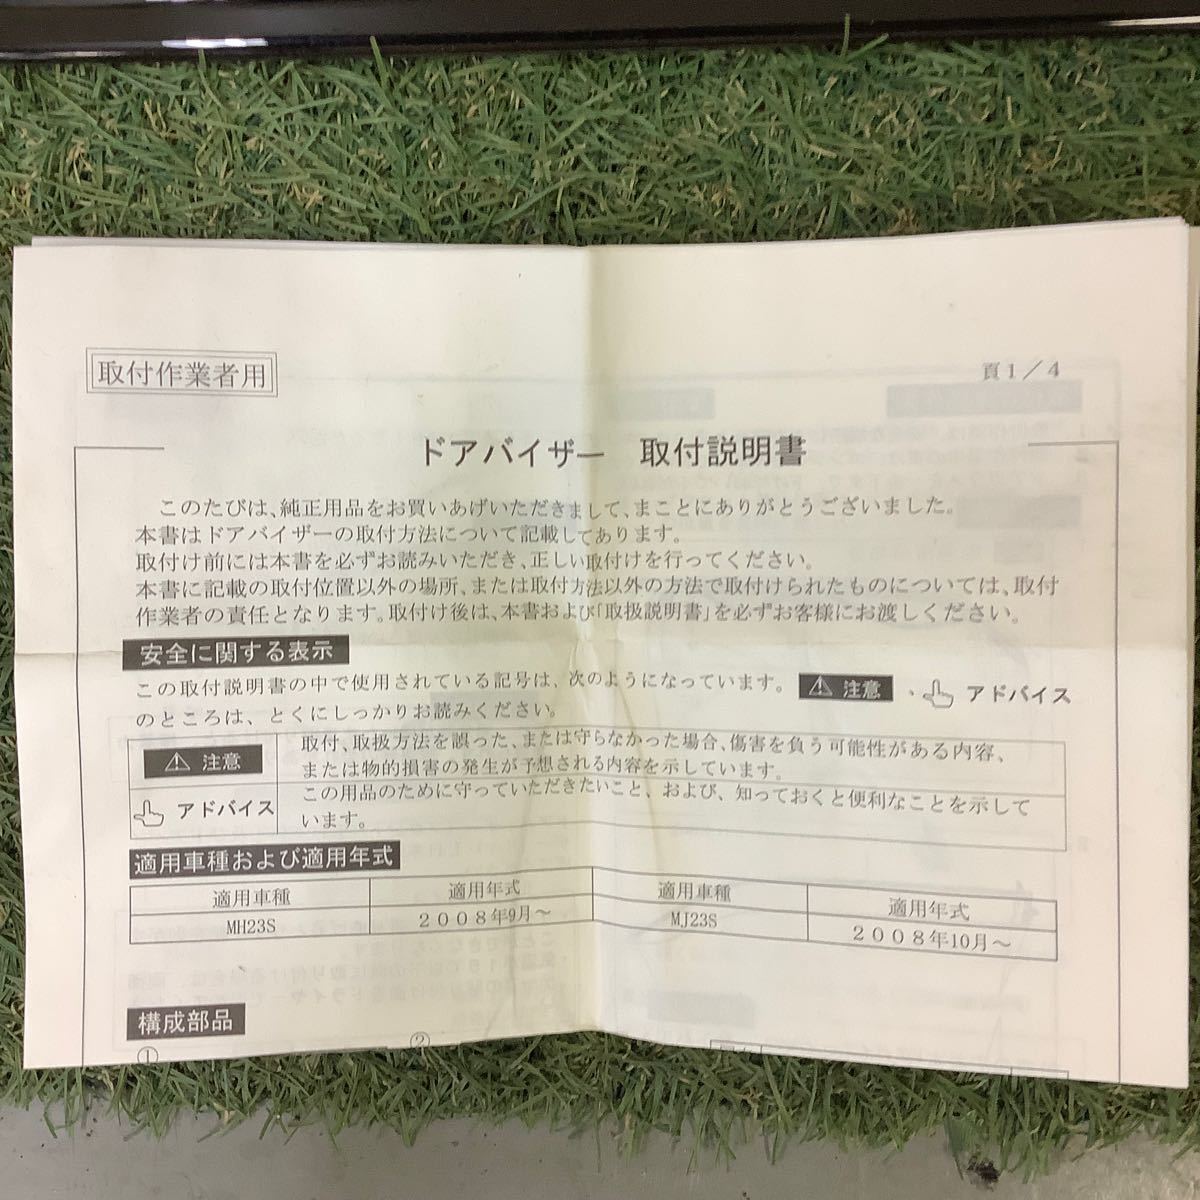 取付作業者用
頁1／4
ドアバイザー　取付説明書
このたびは、純正用品をお買いあげいただきまして、まことにありがとうございました。
本書はドアバイザーの取付方法について記載してあります。
取付け前には本書を必ずお読みいただき、正しい取付けを行ってください。
本書に記載の取付位置以外の場所、または取付方法以外の方法で取付けられたものについては、取付
作業者の責任となります。取付け後は、本書および「取扱説明書」を必ずお客様にお渡しください。
安全に関する表示
この取付説明書の中で使用されている記号は、次のようになっています。 ⚠ 注意 、 アドバイス
のところは、とくにしっかりお読みください。
⚠ 注意
取付、取扱方法を誤った、または守らなかった場合、傷害を負う可能性がある内容、
または物的損害の発生が予想される内容を示しています。
アドバイス
この用品のために守っていただきたいこと、および、知っておくと便利なことを示して
います。
適用車種および適用年式
適用車種 適用年式 適用車種 適用年式
MH23S ２００８年9月～ MJ23S ２００８年10月～
構成部品
① ②